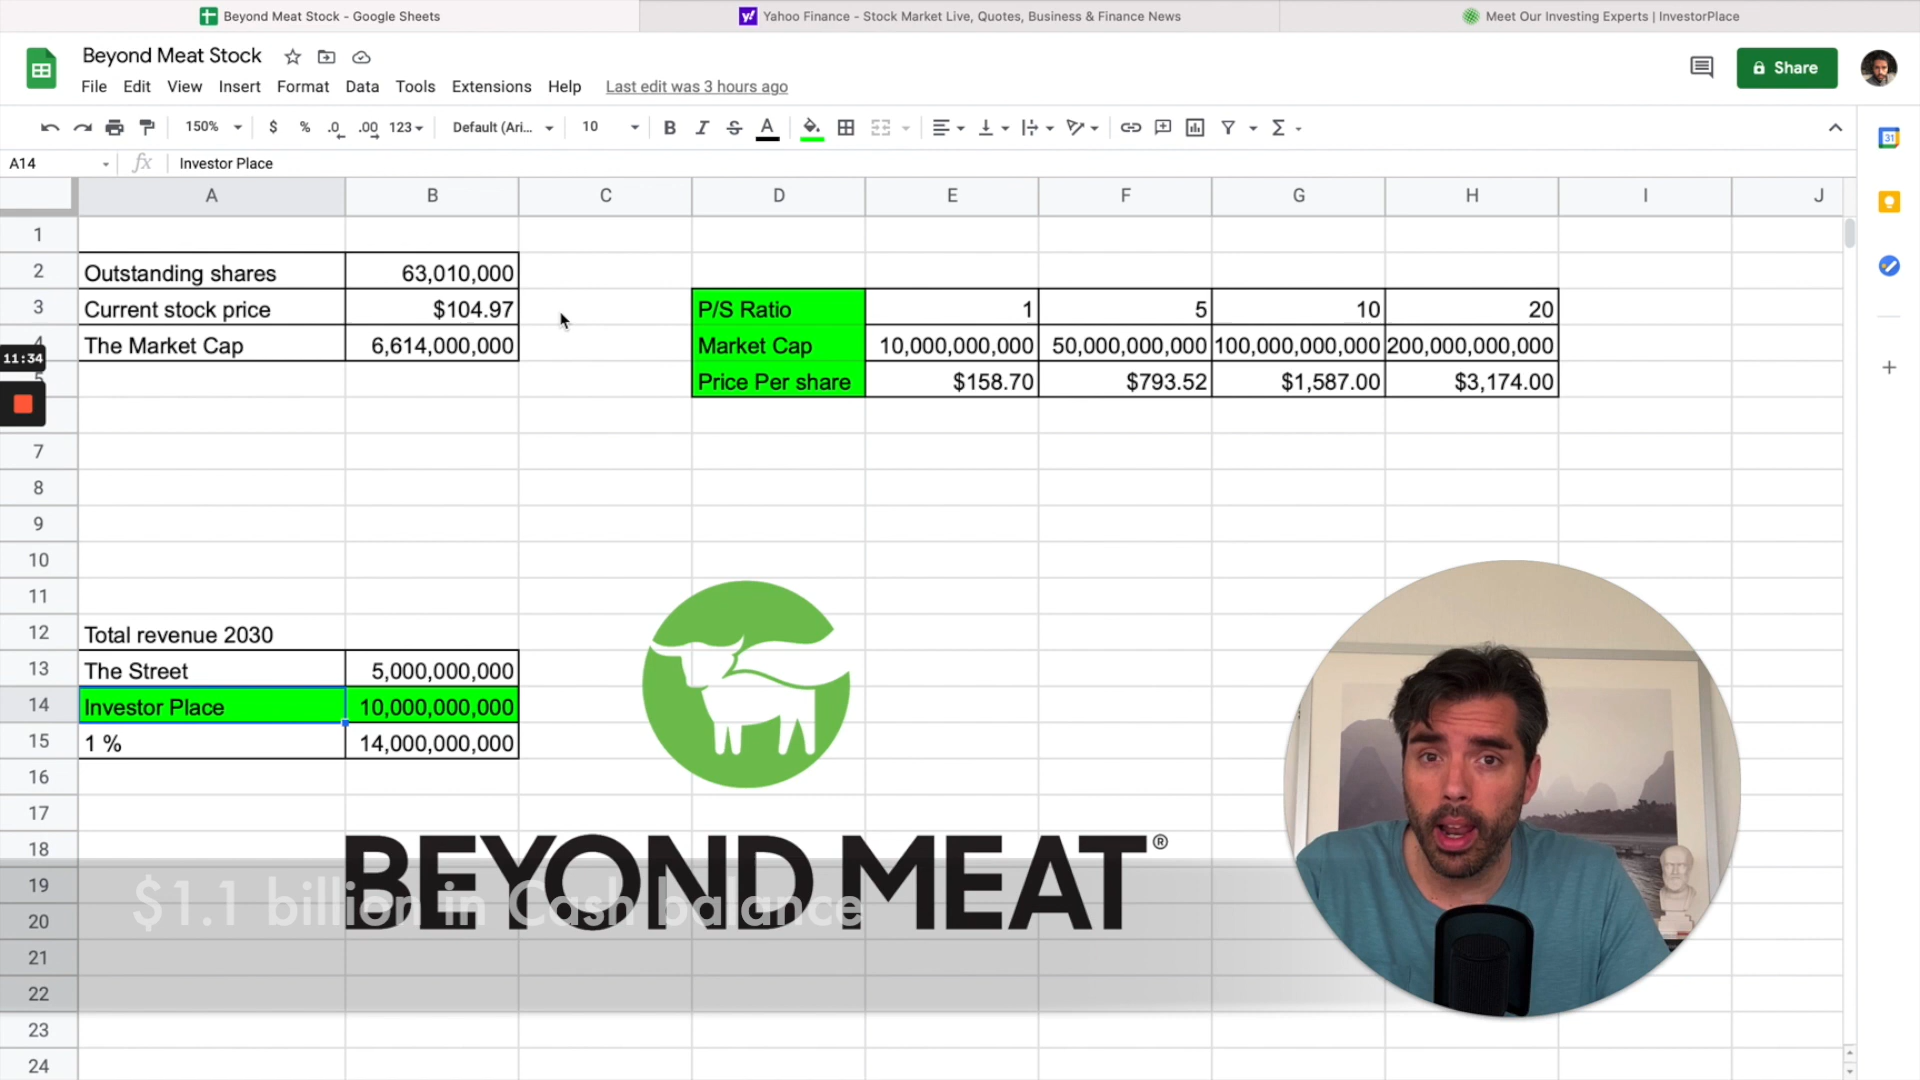 Beyond Meat Stock - Google Sheets
Yahoo Finance - Stock Market Live, Quotes, Business & Finance News
Meet Our Investing Experts | InvestorPlace
Beyond Meat Stock
Share
File Edit View Insert Format Data Tools Extensions Help Last edit was 3 hours ago
150% $ % .0 .00 123 Default (Ari... 10 B I S A Σ
31
A14 fx Investor Place
A B C D E F G H I J
1
2 Outstanding shares 63,010,000
3 Current stock price $104.97 P/S Ratio 1 5 10 20
4 The Market Cap 6,614,000,000 Market Cap 10,000,000,000 50,000,000,000 100,000,000,000 200,000,000,000
11:34
5 Price Per share $158.70 $793.52 $1,587.00 $3,174.00
7
8
9
10
11
12 Total revenue 2030
13 The Street 5,000,000,000
14 Investor Place 10,000,000,000
15 1 % 14,000,000,000
16
17
18
BEYOND MEAT®
19
$1.1 billion in Cash balance
20
21
22
23
24